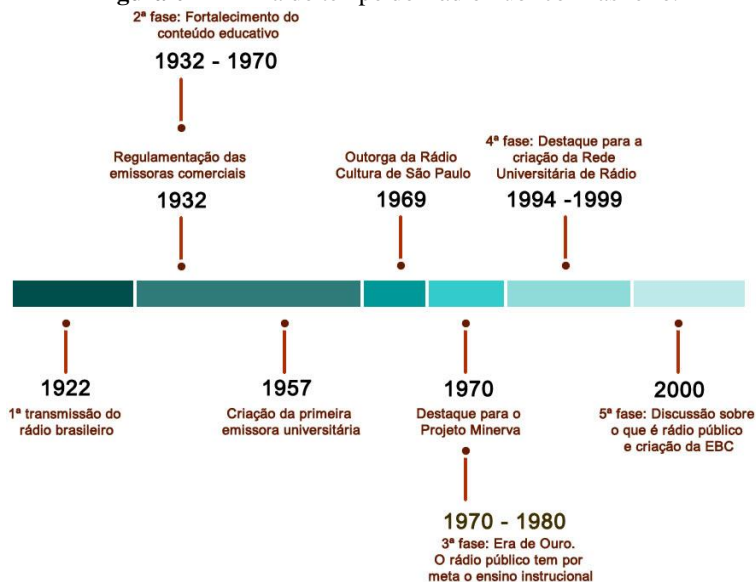 2ª fase: Fortalecimento do
conteúdo educativo
1932 - 1970
Regulamentação das
emissoras comerciais
1932
Outorga da Rádio
Cultura de São Paulo
1969
4ª fase: Destaque para a
criação da Rede
Universitária de Rádio
1994 -1999
1922
1ª transmissão do
rádio brasileiro
1957
Criação da primeira
emissora universitária
1970
Destaque para o
Projeto Minerva
2000
5ª fase: Discussão sobre
o que é rádio público
e criação da EBC
1970 - 1980
3ª fase: Era de Ouro.
O rádio público tem por
meta o ensino instrucional